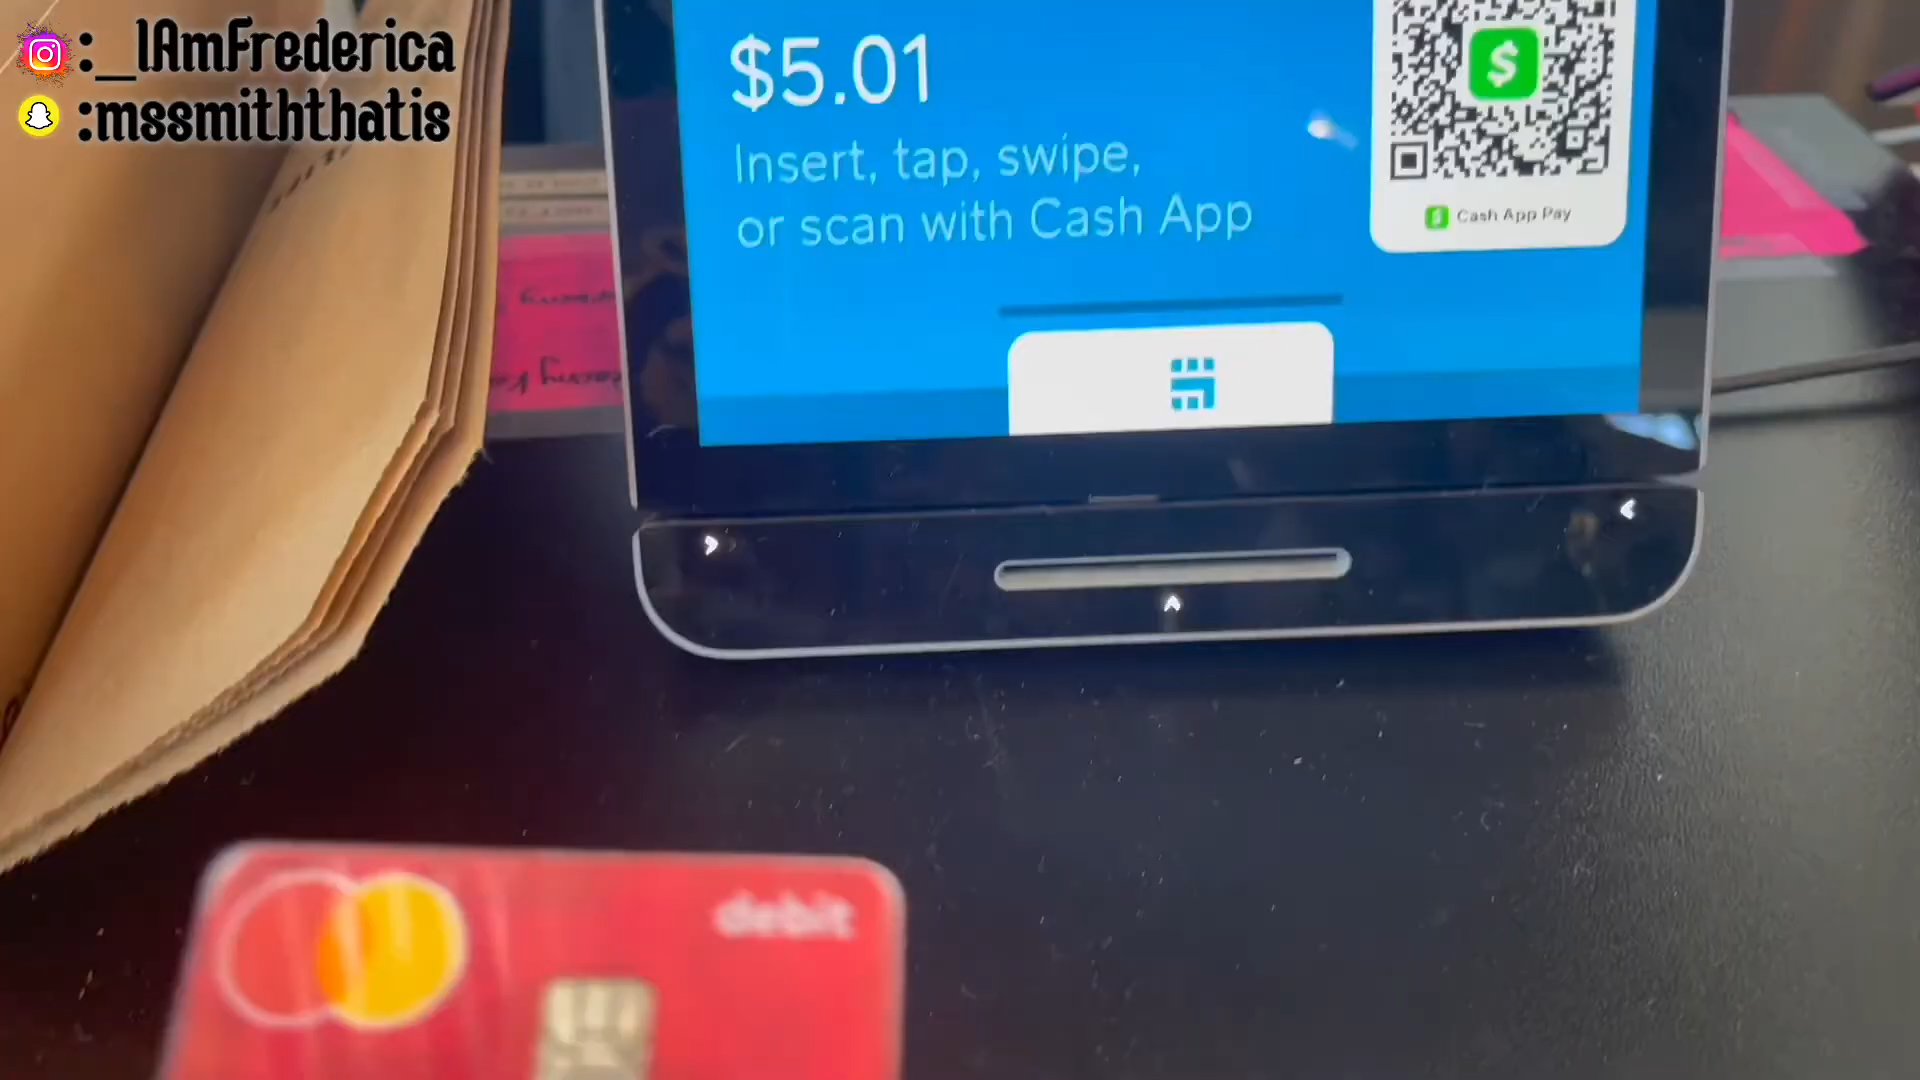 :_IAmFrederica
:mssmiththatis
$5.01
Insert, tap, swipe,
or scan with Cash App
Cash App Pay
debit